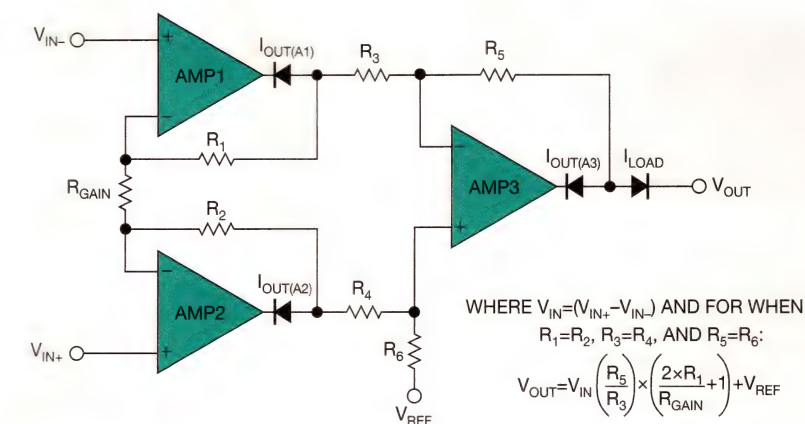 V_IN–
I_OUT(A1)
R_3
R_5
AMP1
+
–
R_1
R_GAIN
R_2
AMP3
–
+
I_OUT(A3)
I_LOAD
V_OUT
AMP2
–
+
I_OUT(A2)
R_4
V_IN+
R_6
V_REF
WHERE V_IN=(V_IN+–V_IN–) AND FOR WHEN
R_1=R_2, R_3=R_4, AND R_5=R_6:
V_OUT=V_IN(R_5/R_3)×(2×R_1/R_GAIN+1)+V_REF